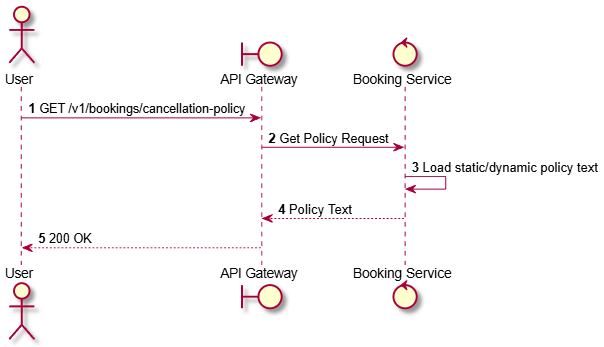 User
API Gateway
Booking Service
1 GET /v1/bookings/cancellation-policy
2 Get Policy Request
3 Load static/dynamic policy text
4 Policy Text
5 200 OK
User
API Gateway
Booking Service